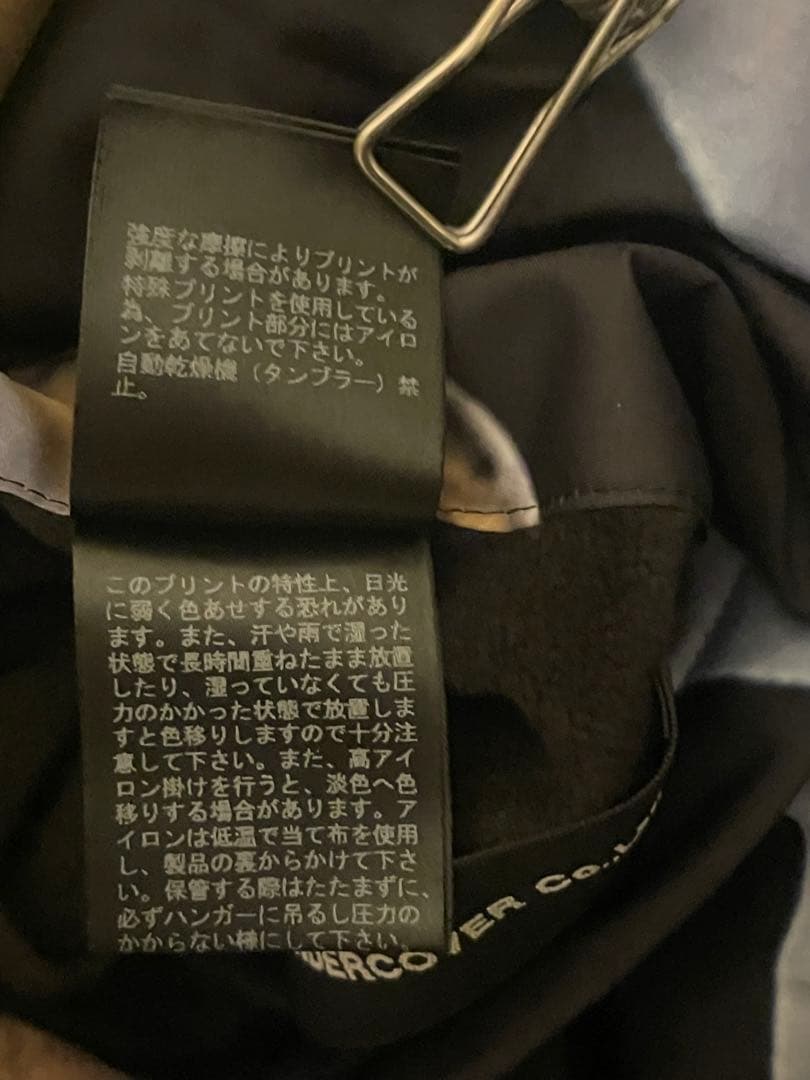 強度な摩擦によりプリントが
剥離する場合があります。
特殊プリントを使用している
為、プリント部分にはアイロ
ンをあてないで下さい。
自動乾燥機（タンブラー）禁
止。
このプリントの特性上、日光
に弱く色あせする恐れがあり
ます。また、汗や雨で湿った
状態で長時間重ねたまま放置
したり、湿っていなくても圧
力のかかった状態で放置しま
すと色移りしますので十分注
意して下さい。また、高アイ
ロン掛けを行うと、淡色へ色
移りする場合があります。ア
イロンは低温で当て布を使用
し、製品の裏からかけて下さ
い。保管する際はたたまずに、
必ずハンガーに吊るし圧力の
かからない様にして下さい。
VERCOVER Co.,L